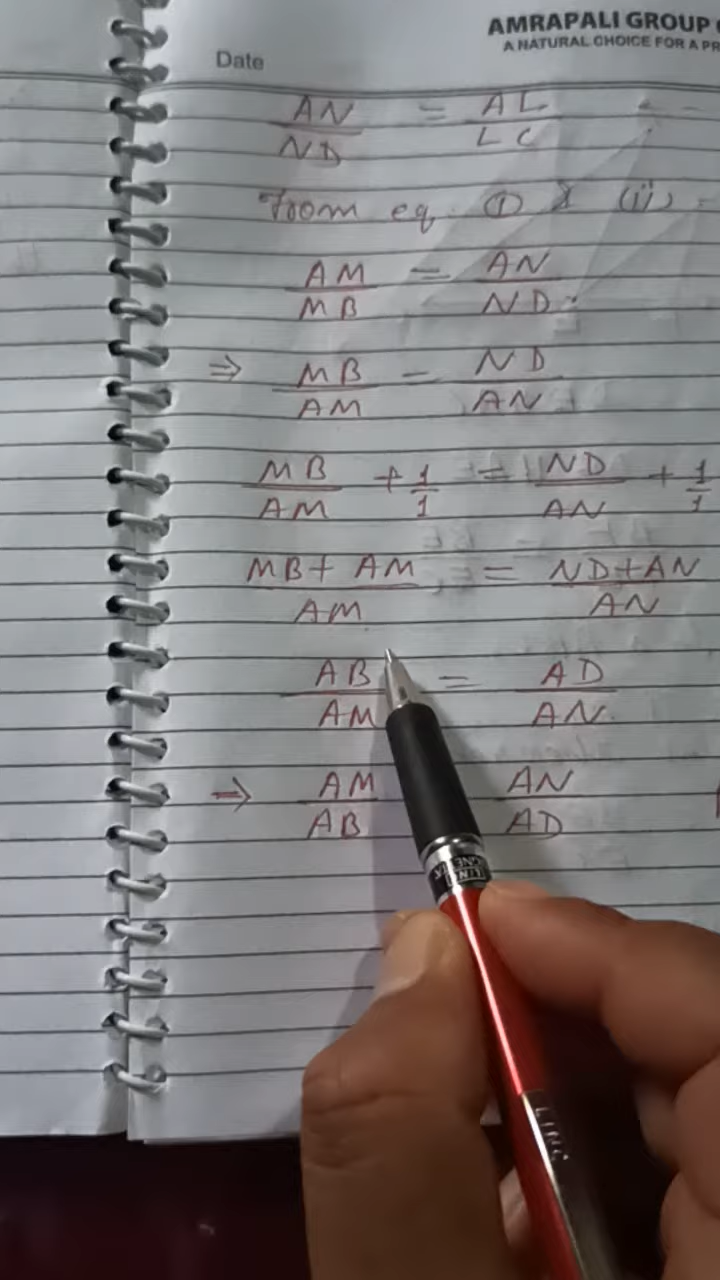 AMRAPALI GROUP
A NATURAL CHOICE FOR A PR
Date
AN/ND = AL/LC
From eq. (i) & (ii) =
AM/MB = AN/ND
⇒ MB/AM = ND/AN
MB/AM + 1/1 = ND/AN + 1/1
MB + AM/AM = ND+AN/AN
AB/AM = AD/AN
⇒ AM/AB AN/AD
LINC